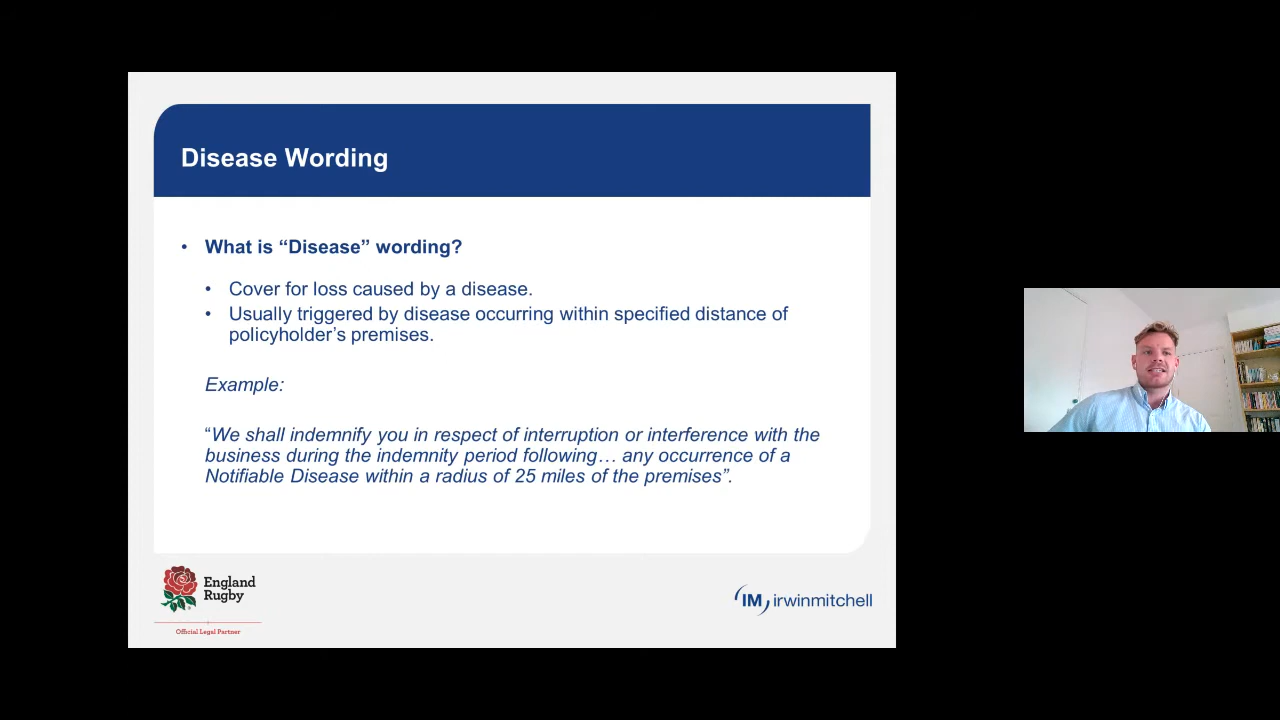 Disease Wording
• What is “Disease” wording?
• Cover for loss caused by a disease.
• Usually triggered by disease occurring within specified distance of
policyholder’s premises.
Example:
“We shall indemnify you in respect of interruption or interference with the
business during the indemnity period following… any occurrence of a
Notifiable Disease within a radius of 25 miles of the premises”.
England
Rugby
Official Legal Partner
IM irwinmitchell